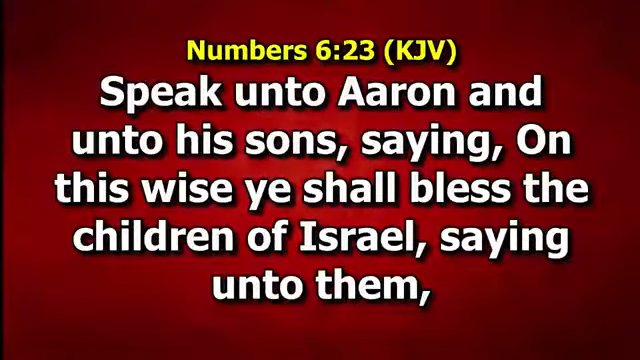 Numbers 6:23 (KJV)
Speak unto Aaron and
unto his sons, saying, On
this wise ye shall bless the
children of Israel, saying
unto them,